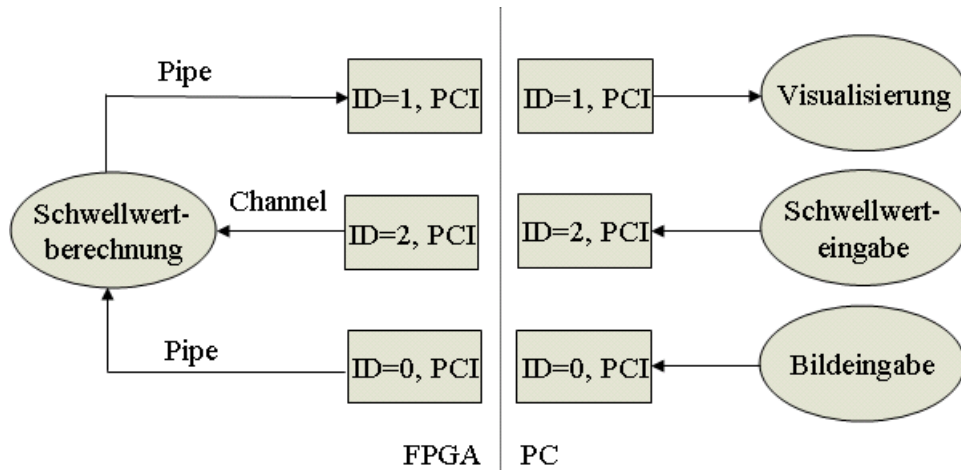 Pipe
ID=1, PCI
ID=1, PCI
Visualisierung
Schwellwert-
berechnung
Channel
ID=2, PCI
ID=2, PCI
Schwellwert-
eingabe
Pipe
ID=0, PCI
ID=0, PCI
Bildeingabe
FPGA
PC